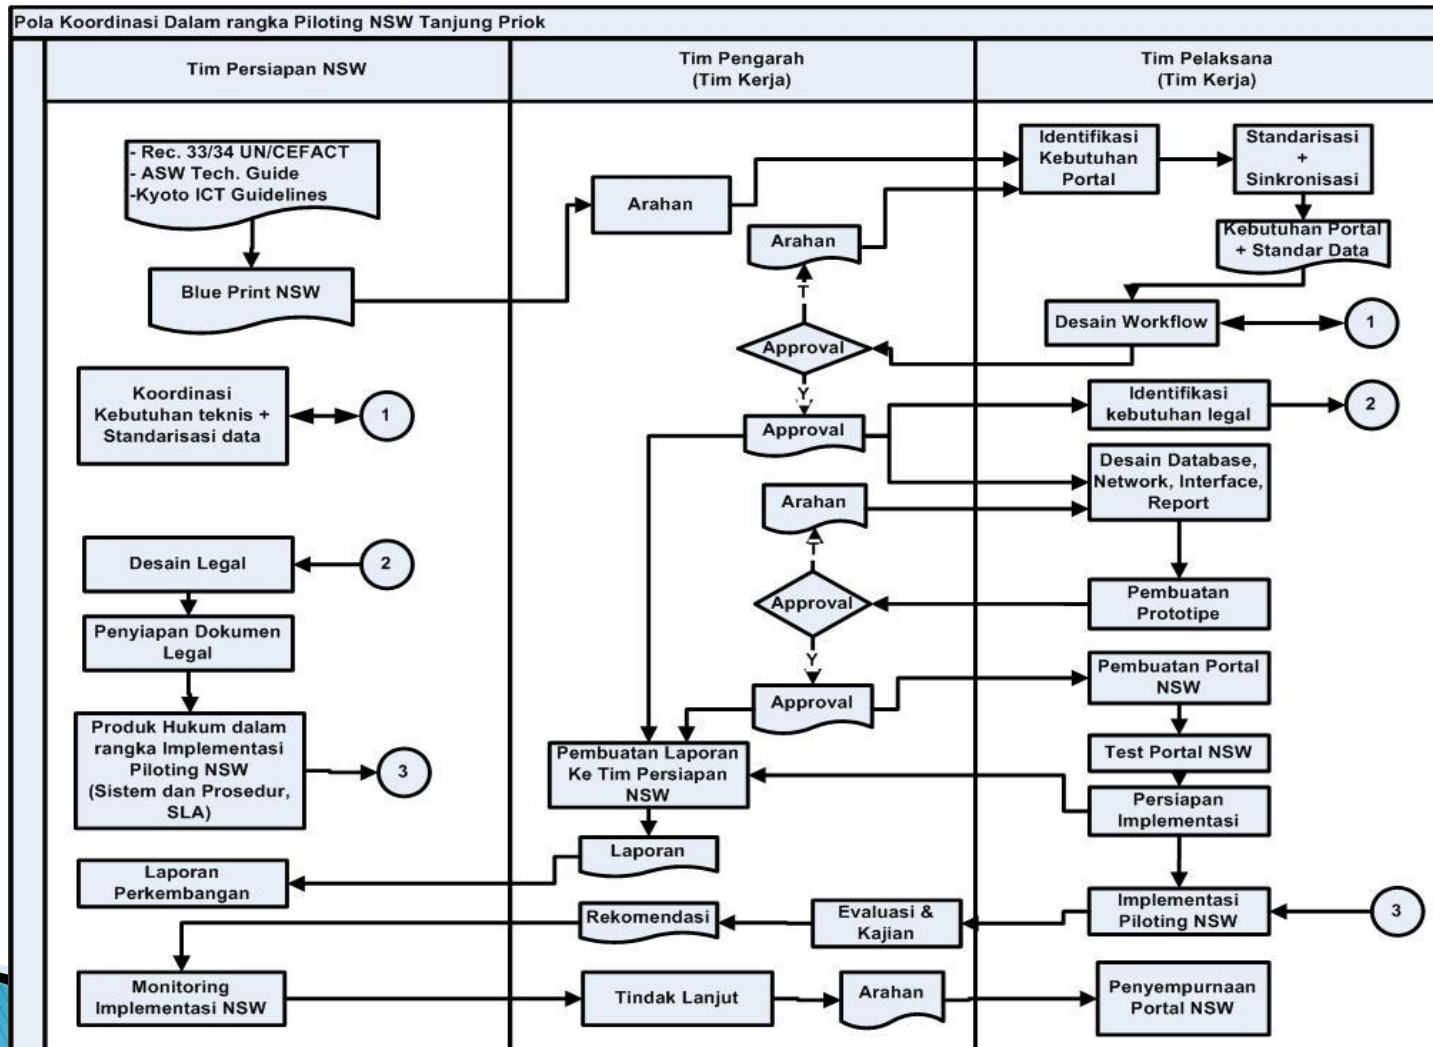 Pola Koordinasi Dalam rangka Piloting NSW Tanjung Priok
Tim Persiapan NSW
Tim Pengarah
(Tim Kerja)
Tim Pelaksana
(Tim Kerja)
- Rec. 33/34 UN/CEFACT
- ASW Tech. Guide
-Kyoto ICT Guidelines
Blue Print NSW
Arahan
Identifikasi
Kebutuhan
Portal
Standarisasi
+
Sinkronisasi
Kebutuhan Portal
+ Standar Data
Arahan
T
Approval
Y
Approval
Desain Workflow
1
Koordinasi
Kebutuhan teknis +
Standarisasi data
1
Identifikasi
kebutuhan legal
2
Desain Database,
Network, Interface,
Report
Arahan
T
Approval
Y
Approval
Pembuatan
Prototipe
Desain Legal
2
Penyiapan Dokumen
Legal
Produk Hukum dalam
rangka Implementasi
Piloting NSW
(Sistem dan Prosedur,
SLA)
3
Pembuatan Portal
NSW
Test Portal NSW
Persiapan
Implementasi
Pembuatan Laporan
Ke Tim Persiapan
NSW
Laporan
Laporan
Perkembangan
Implementasi
Piloting NSW
3
Evaluasi &
Kajian
Rekomendasi
Monitoring
Implementasi NSW
Tindak Lanjut
Arahan
Penyempurnaan
Portal NSW